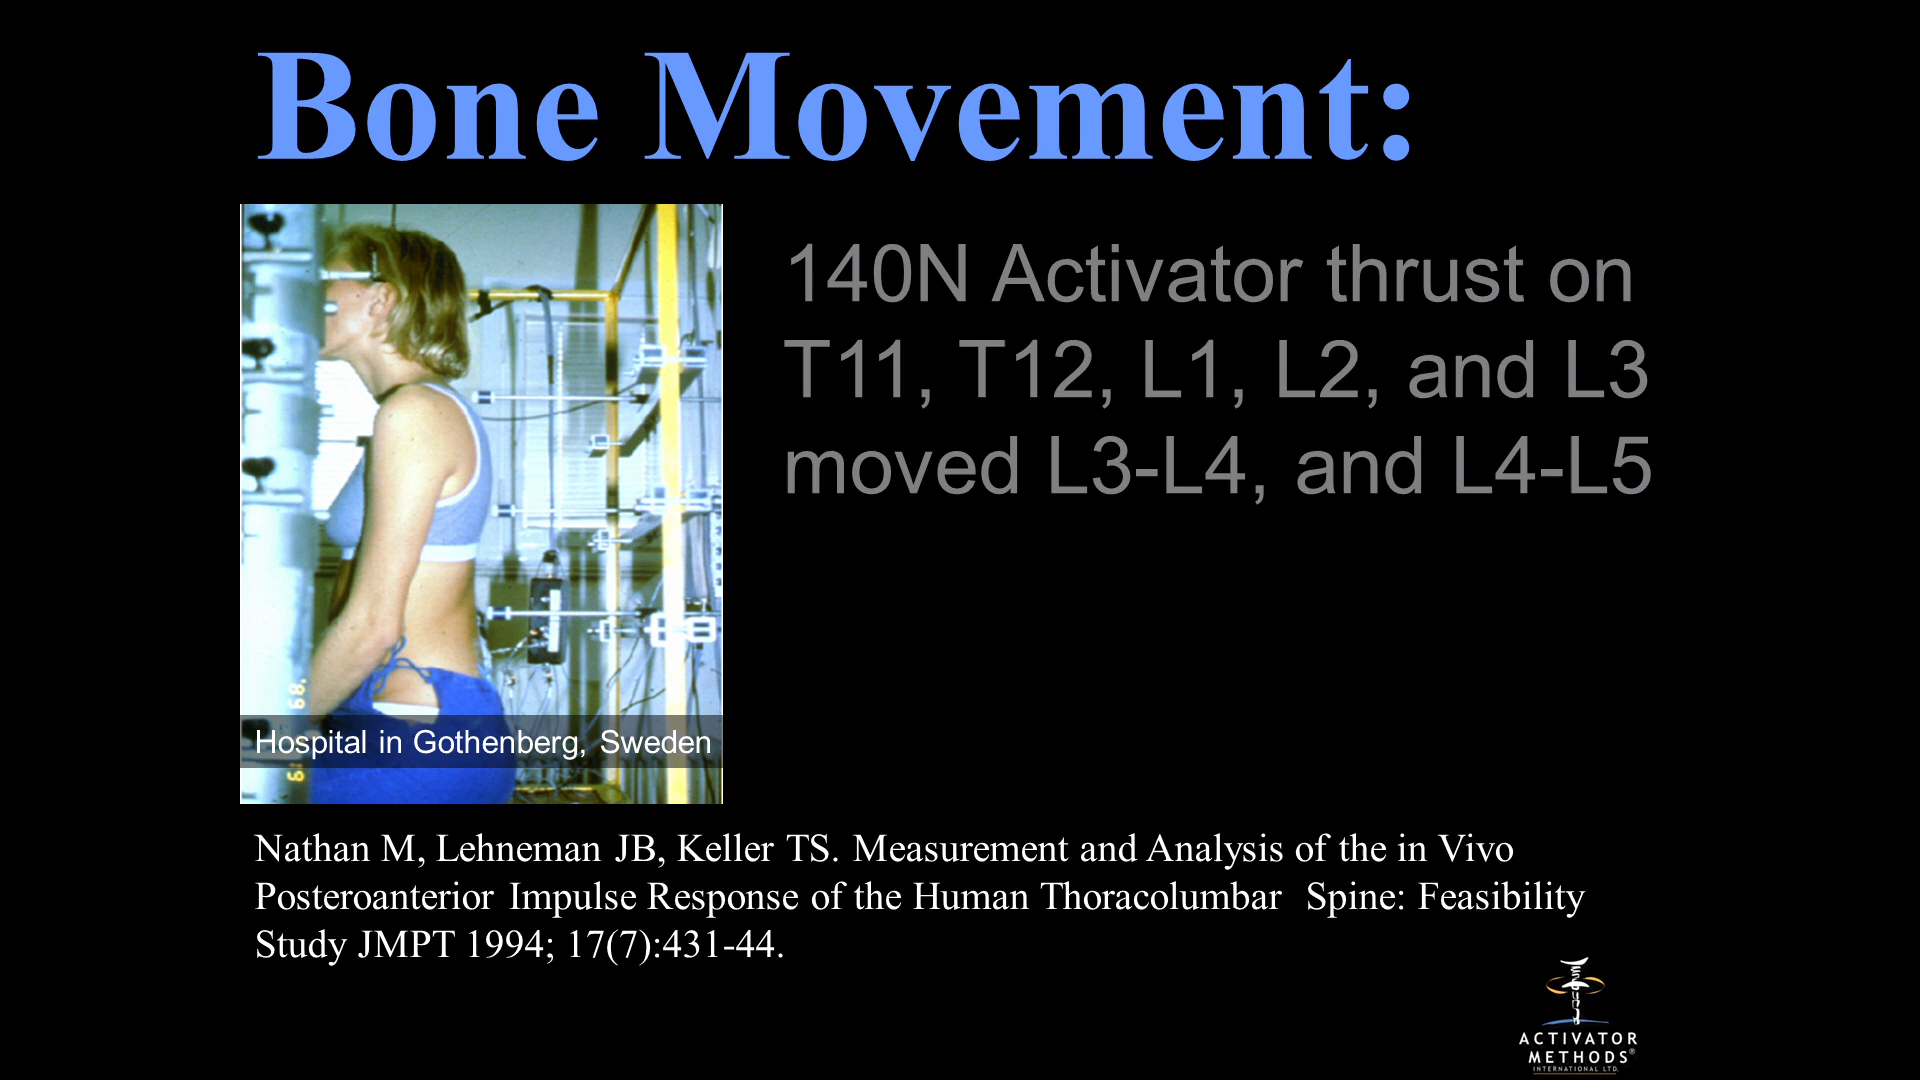 Bone Movement:
140N Activator thrust on
T11, T12, L1, L2, and L3
moved L3-L4, and L4-L5
Hospital in Gothenberg, Sweden
Nathan M, Lehneman JB, Keller TS. Measurement and Analysis of the in Vivo
Posteroanterior Impulse Response of the Human Thoracolumbar Spine: Feasibility
Study JMPT 1994; 17(7):431-44.
ACTIVATOR
METHODS®
INTERNATIONAL LTD.